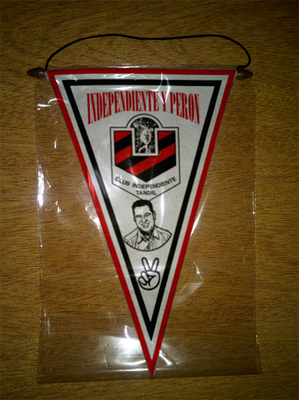 INDEPENDIENTE Y PERON
CLUB INDEPENDIENTE
TANDIL